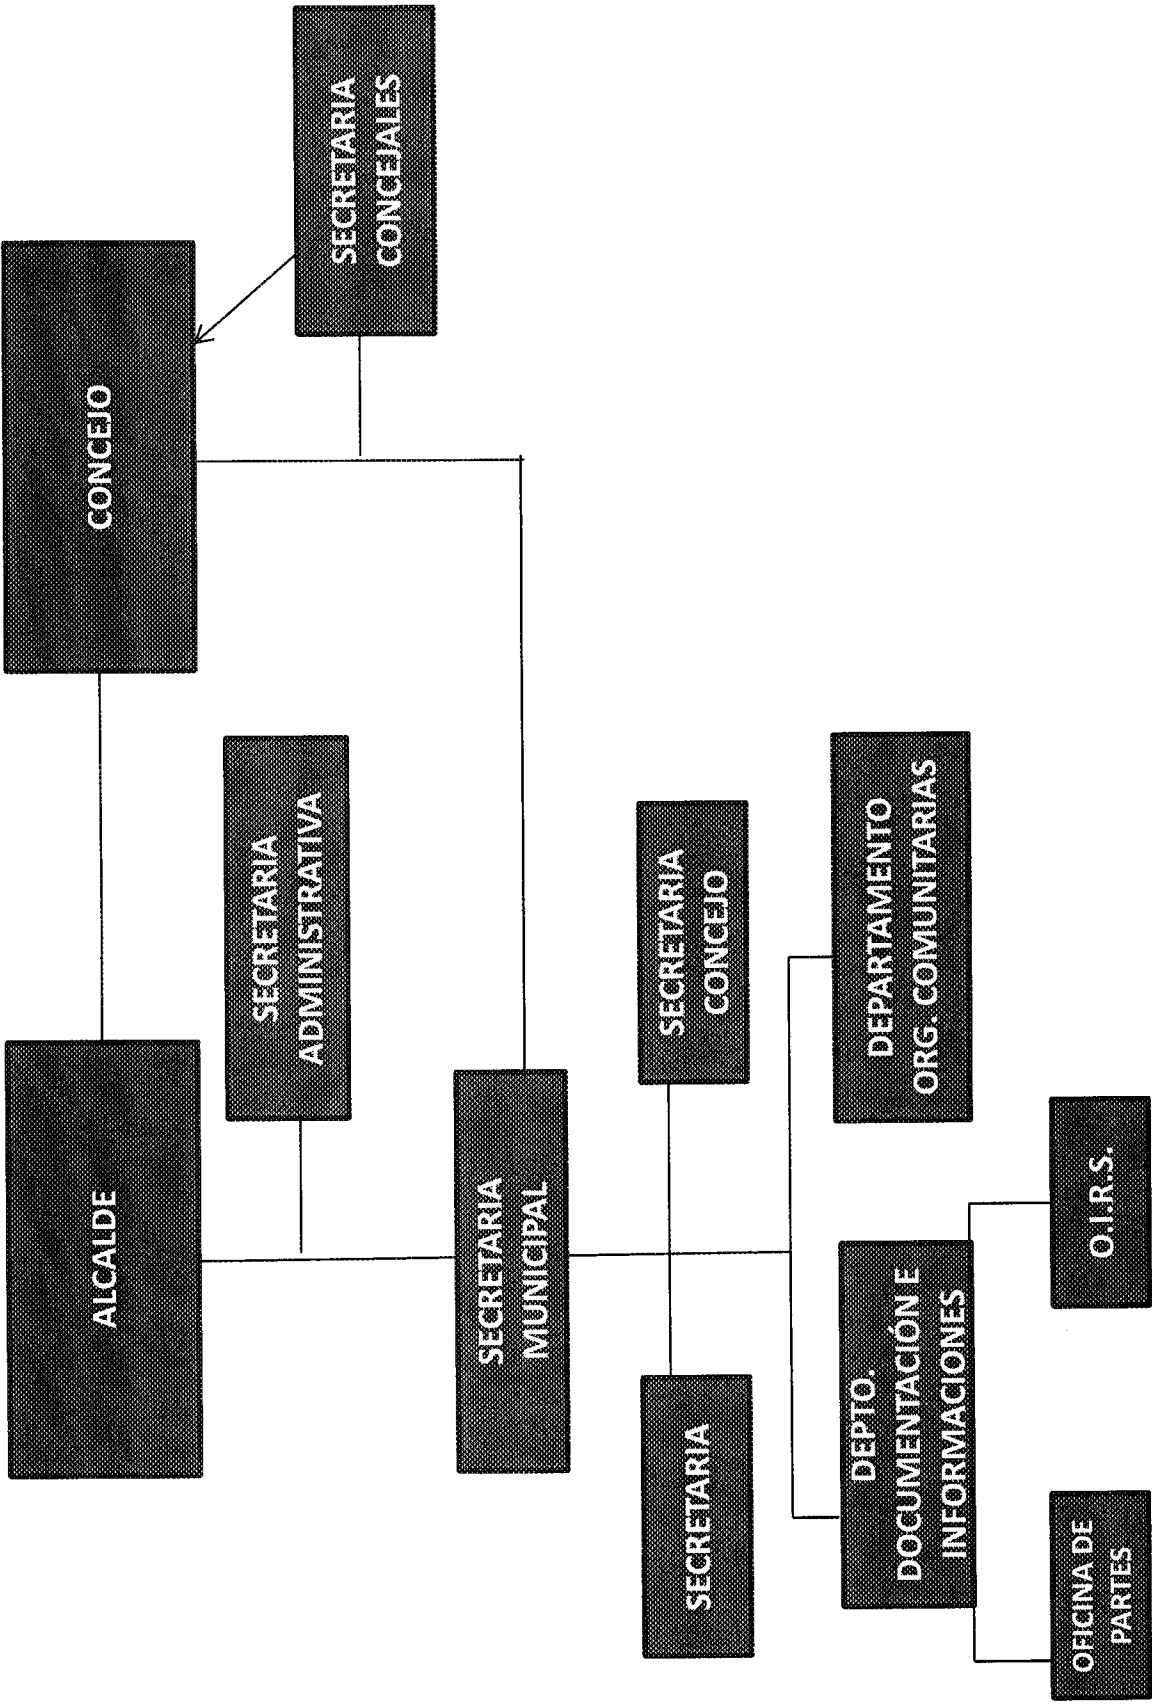 ALCALDE
CONCEJO
SECRETARIA
ADMINISTRATIVA
SECRETARIA
CONCEJALES
SECRETARIA
MUNICIPAL
SECRETARIA
SECRETARIA
CONCEJO
DEPTO.
DOCUMENTACIÓN E
INFORMACIONES
DEPARTAMENTO
ORG. COMUNITARIAS
OFICINA DE
PARTES
O.I.R.S.